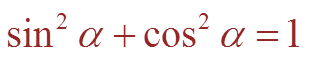 sin² α + cos² α = 1